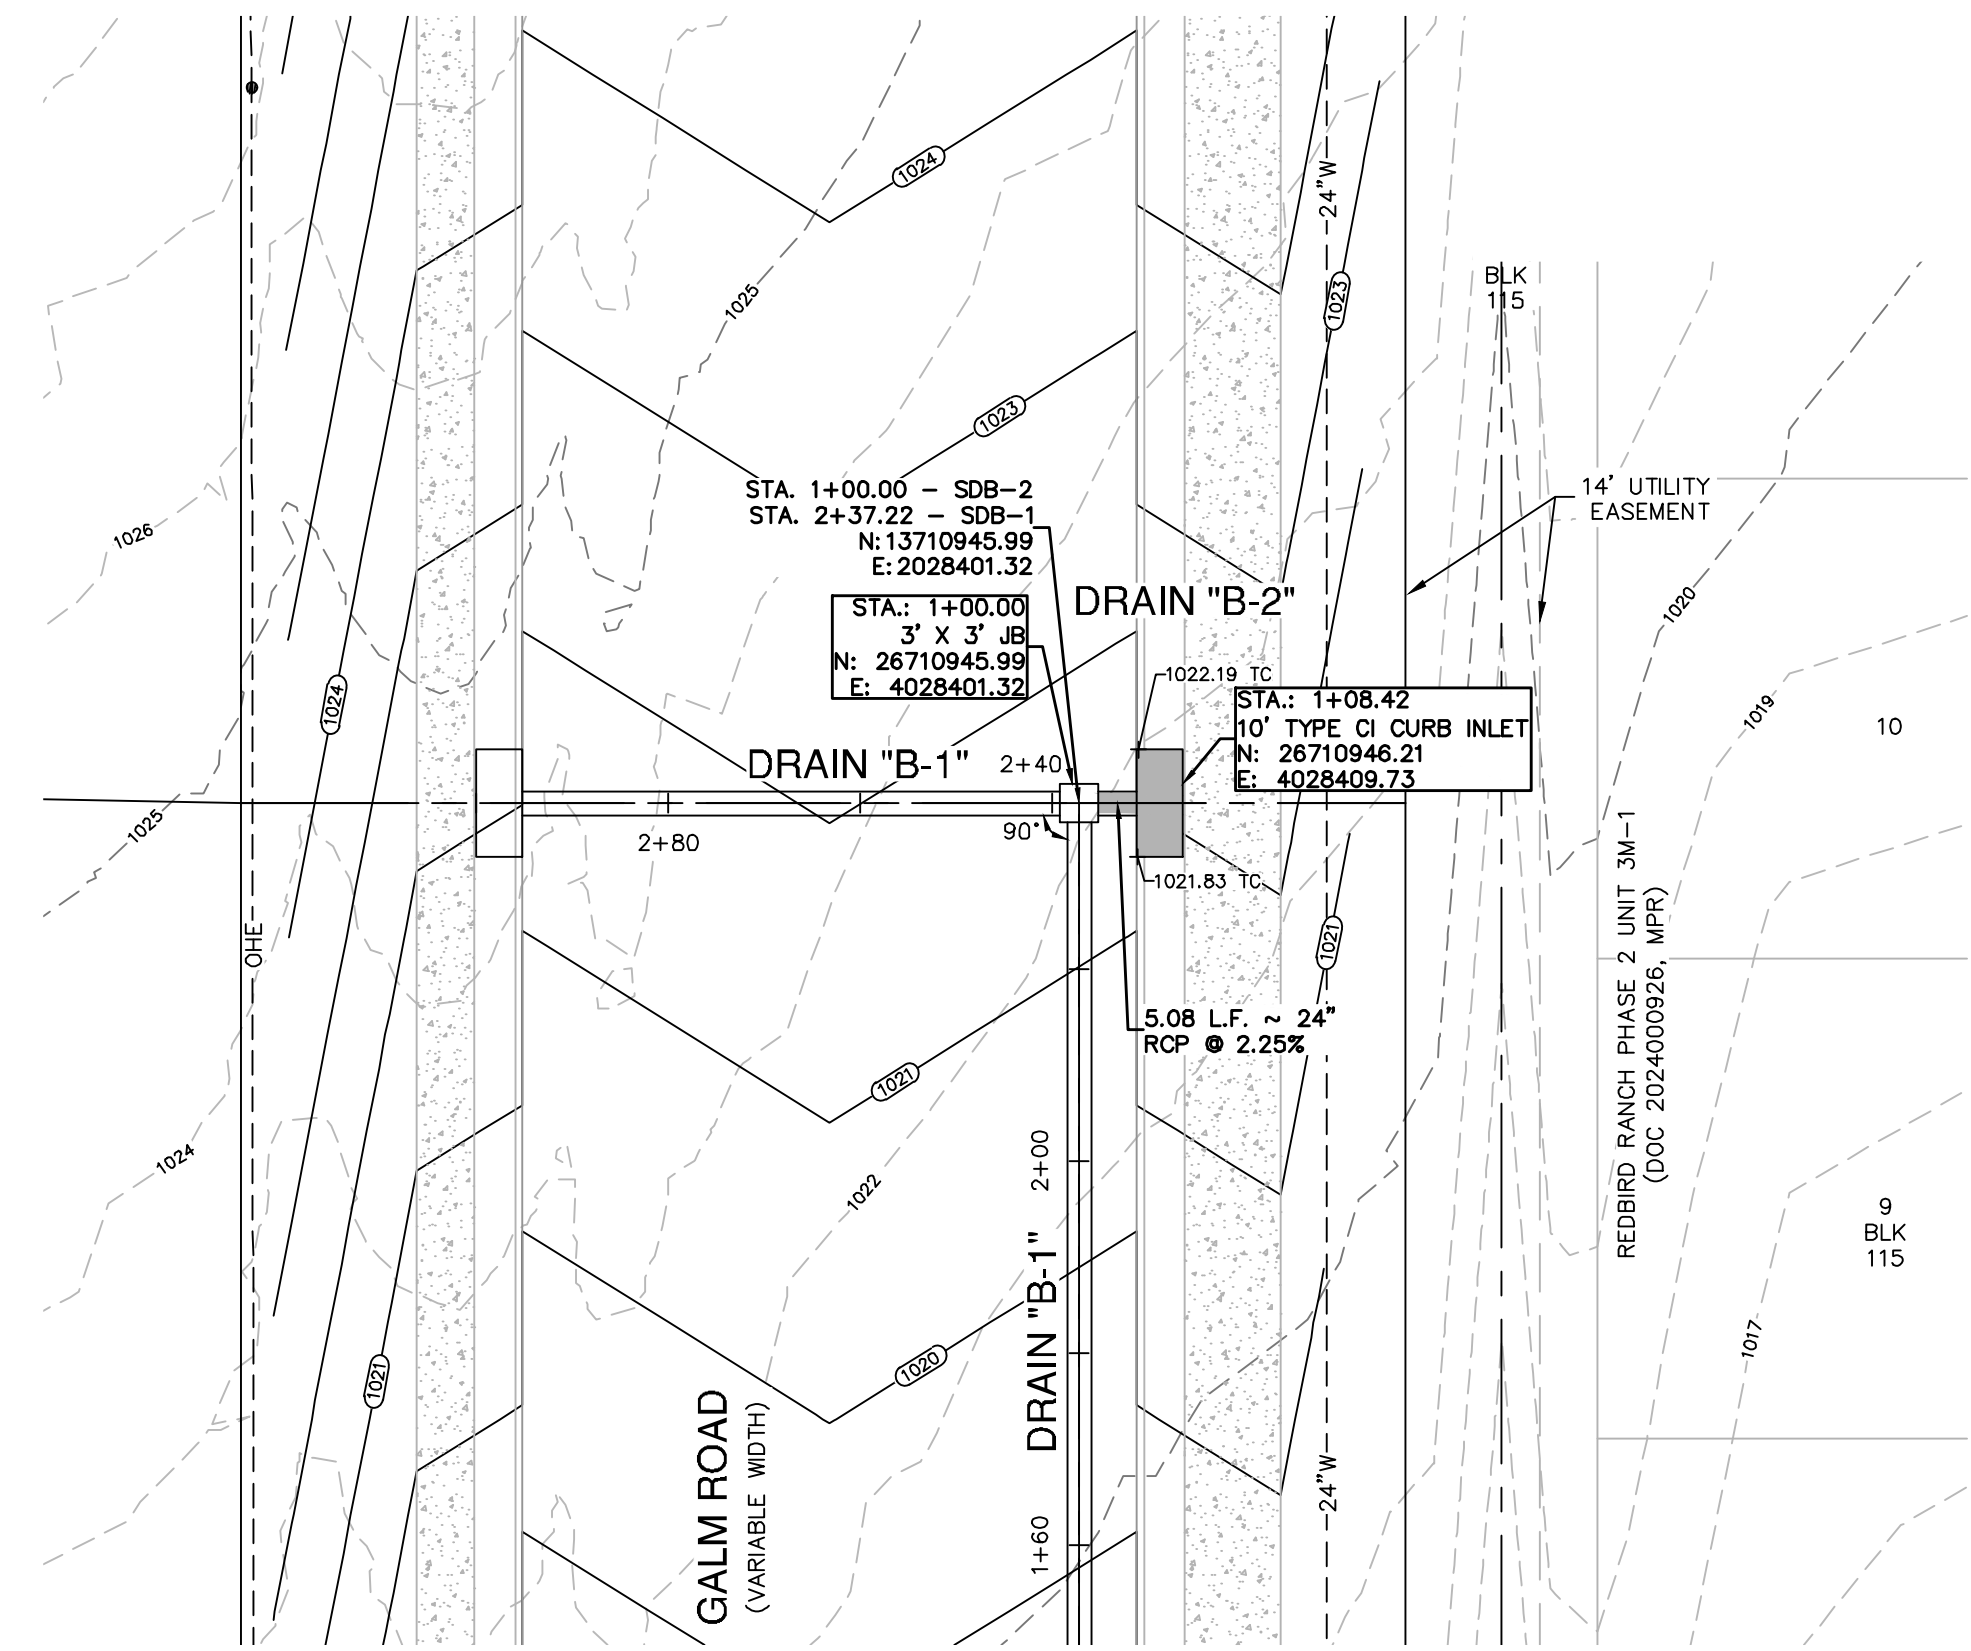 1024
24"W
1023
BLK
115
1025
1023
STA. 1+00.00 – SDB–2
STA. 2+37.22 – SDB–1
N:13710945.99
E:2028401.32
14' UTILITY
EASEMENT
1026
DRAIN "B-2"
STA.: 1+00.00
3' X 3' JB
N: 26710945.99
E: 4028401.32
1020
1022.19 TC
STA.: 1+08.42
10' TYPE CI CURB INLET
N: 26710946.21
E: 4028409.73
1024
1019
10
DRAIN "B-1"
2+40
1025
2+80
90°
1021.83 TC
OHE
1021
REDBIRD RANCH PHASE 2 UNIT 3M–1
(DOC 20240000926, MPR)
5.08 L.F. ~ 24"
RCP @ 2.25%
1021
1024
1022
2+00
9
BLK
115
1017
1020
1021
DRAIN "B-1"
GALM ROAD
(VARIABLE WIDTH)
24"W
1+60